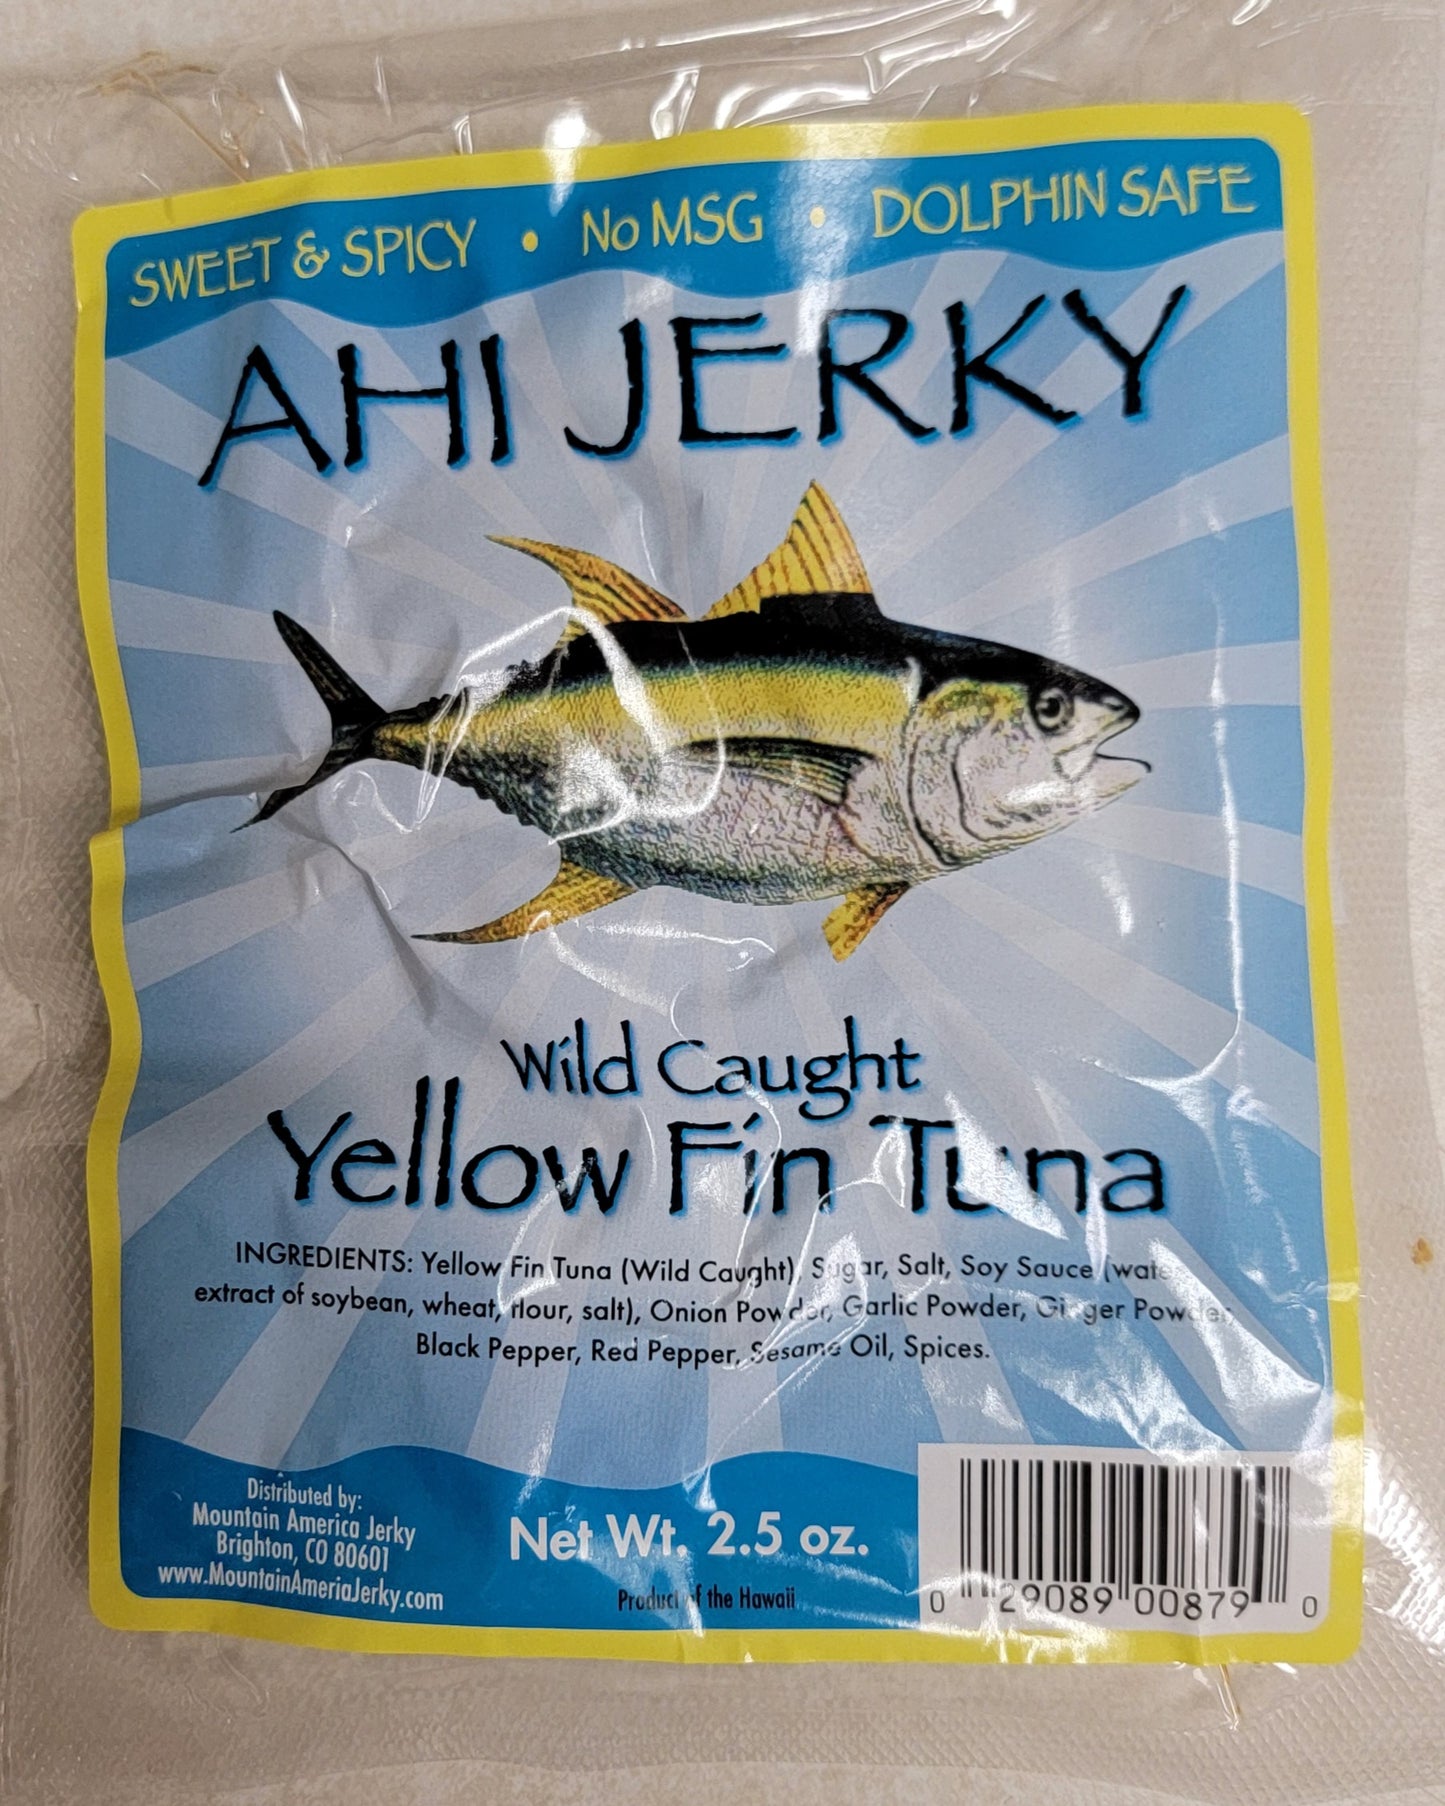 SWEET & SPICY • No MSG • DOLPHIN SAFE
AHI JERKY
Wild Caught
Yellow Fin Tuna
INGREDIENTS: Yellow Fin Tuna (Wild Caught), Sugar, Salt, Soy Sauce (water
extract of soybean, wheat, flour, salt), Onion Powder, Garlic Powder, Ginger Powder,
Black Pepper, Red Pepper, Sesame Oil, Spices.
Distributed by:
Mountain America Jerky
Brighton, CO 80601
www.MountainAmeriaJerky.com
Net Wt. 2.5 oz.
Product of the Hawaii
0 29089 00879 0